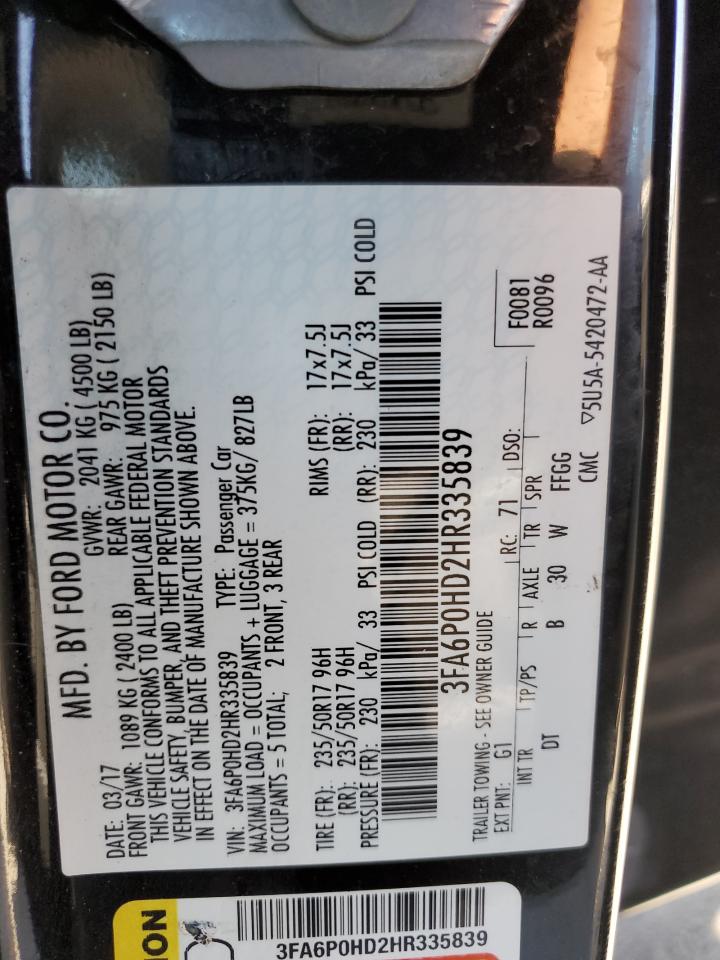 MFD. BY FORD MOTOR CO.
DATE: 03/17 GVWR: 2041 KG ( 4500 LB)
FRONT GAWR: 1089 KG ( 2400 LB) REAR GAWR: 975 KG ( 2150 LB)
THIS VEHICLE CONFORMS TO ALL APPLICABLE FEDERAL MOTOR
VEHICLE SAFETY, BUMPER, AND THEFT PREVENTION STANDARDS
IN EFFECT ON THE DATE OF MANUFACTURE SHOWN ABOVE.
VIN: 3FA6P0HD2HR335839 TYPE: Passenger Car
MAXIMUM LOAD = OCCUPANTS + LUGGAGE = 375KG/ 827LB
OCCUPANTS = 5 TOTAL; 2 FRONT, 3 REAR
TIRE (FR): 235/50R17 96H RIMS (FR): 17x7.5J
(RR): 235/50R17 96H (RR): 17x7.5J
PRESSURE (FR): 230 kPa/ 33 PSI COLD (RR): 230 kPa/ 33 PSI COLD
3FA6P0HD2HR335839
TRAILER TOWING - SEE OWNER GUIDE
EXT PNT: G1 RC: 71 DSO: F0081
R0096
INT TR TP/PS R AXLE TR SPR
DT B 30 W FFGG
CMC ▽5U5A-5420472-AA
ION
3FA6P0HD2HR335839